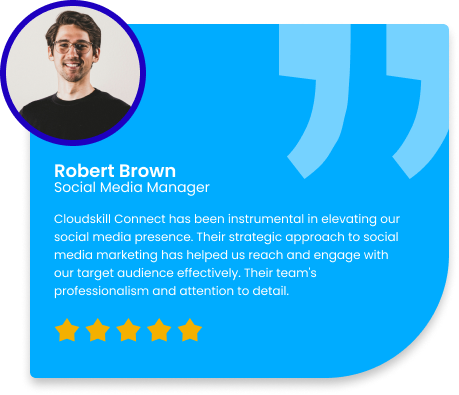 Robert Brown
Social Media Manager
Cloudskill Connect has been instrumental in elevating our
social media presence. Their strategic approach to social
media marketing has helped us reach and engage with
our target audience effectively. Their team's
professionalism and attention to detail.